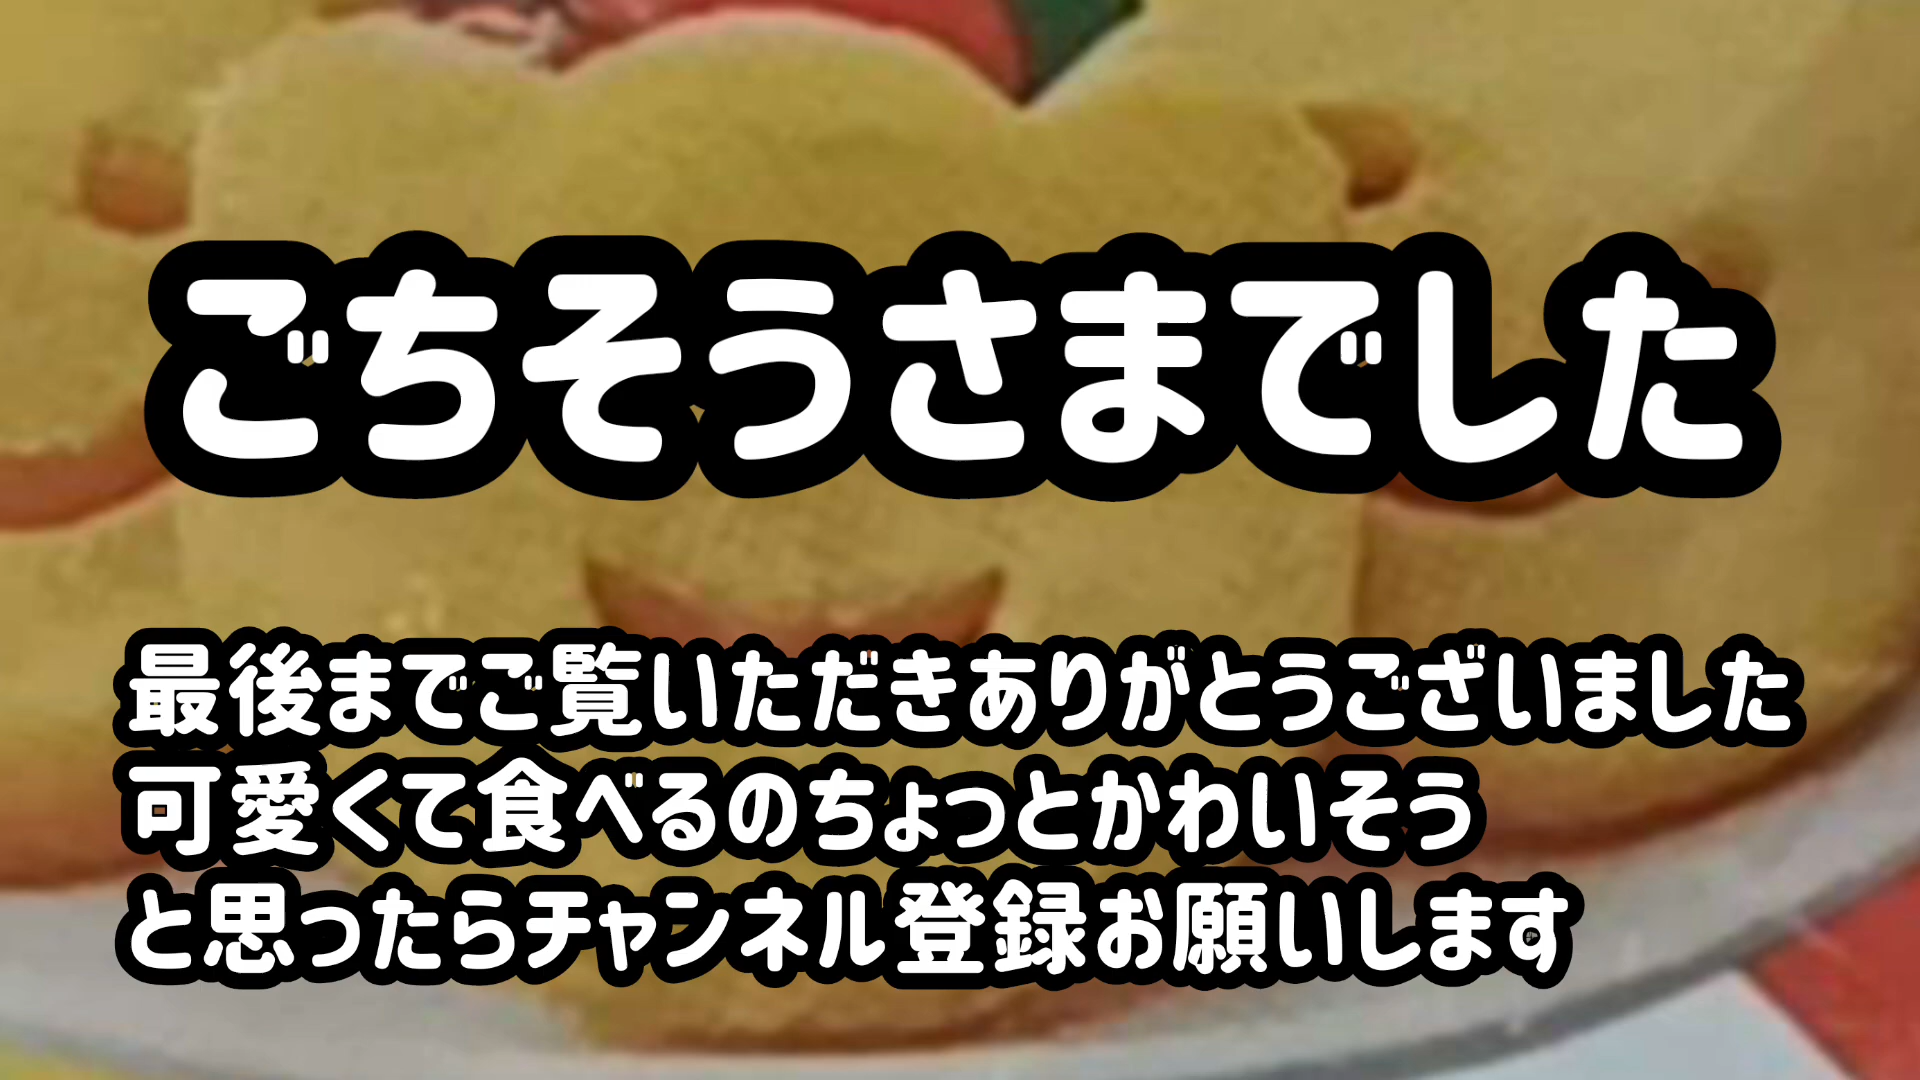 ごちそうさまでした
最後までご覧いただきありがとうございました
可愛くて食べるのちょっとかわいそう
と思ったらチャンネル登録お願いします